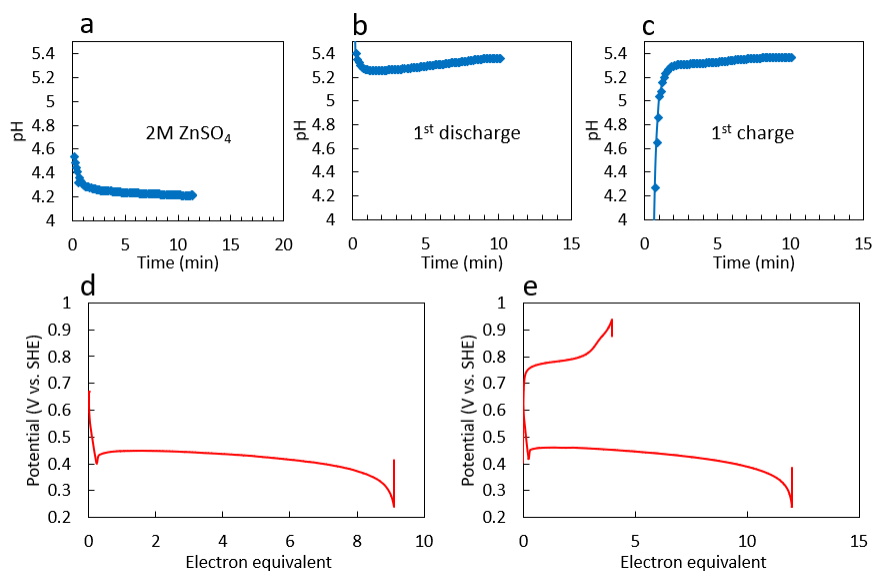 a
pH
5.4
5.2
5
4.8
4.6
4.4
4.2
4
2M ZnSO₄
0 5 10 15 20
Time (min)
b
pH
5.4
5.2
5
4.8
4.6
4.4
4.2
4
1st discharge
0 5 10 15
Time (min)
c
pH
5.4
5.2
5
4.8
4.6
4.4
4.2
4
1st charge
0 5 10 15
Time (min)
d
Potential (V vs. SHE)
1
0.9
0.8
0.7
0.6
0.5
0.4
0.3
0.2
0 2 4 6 8 10
Electron equivalent
e
Potential (V vs. SHE)
1
0.9
0.8
0.7
0.6
0.5
0.4
0.3
0.2
0 5 10 15
Electron equivalent